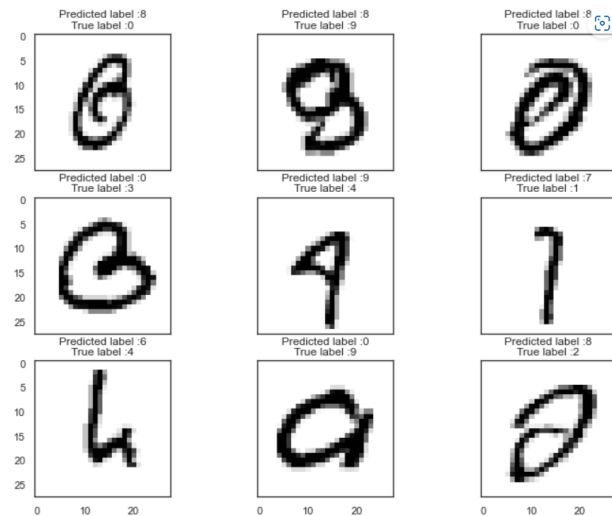 Predicted label :8
True label :0
Predicted label :8
True label :9
Predicted label :8
True label :0
0
5
10
15
20
25
Predicted label :0
True label :3
Predicted label :9
True label :4
Predicted label :7
True label :1
0
5
10
15
20
25
Predicted label :6
True label :4
Predicted label :0
True label :9
Predicted label :8
True label :2
0
5
10
15
20
25
0 10 20
0 10 20
0 10 20